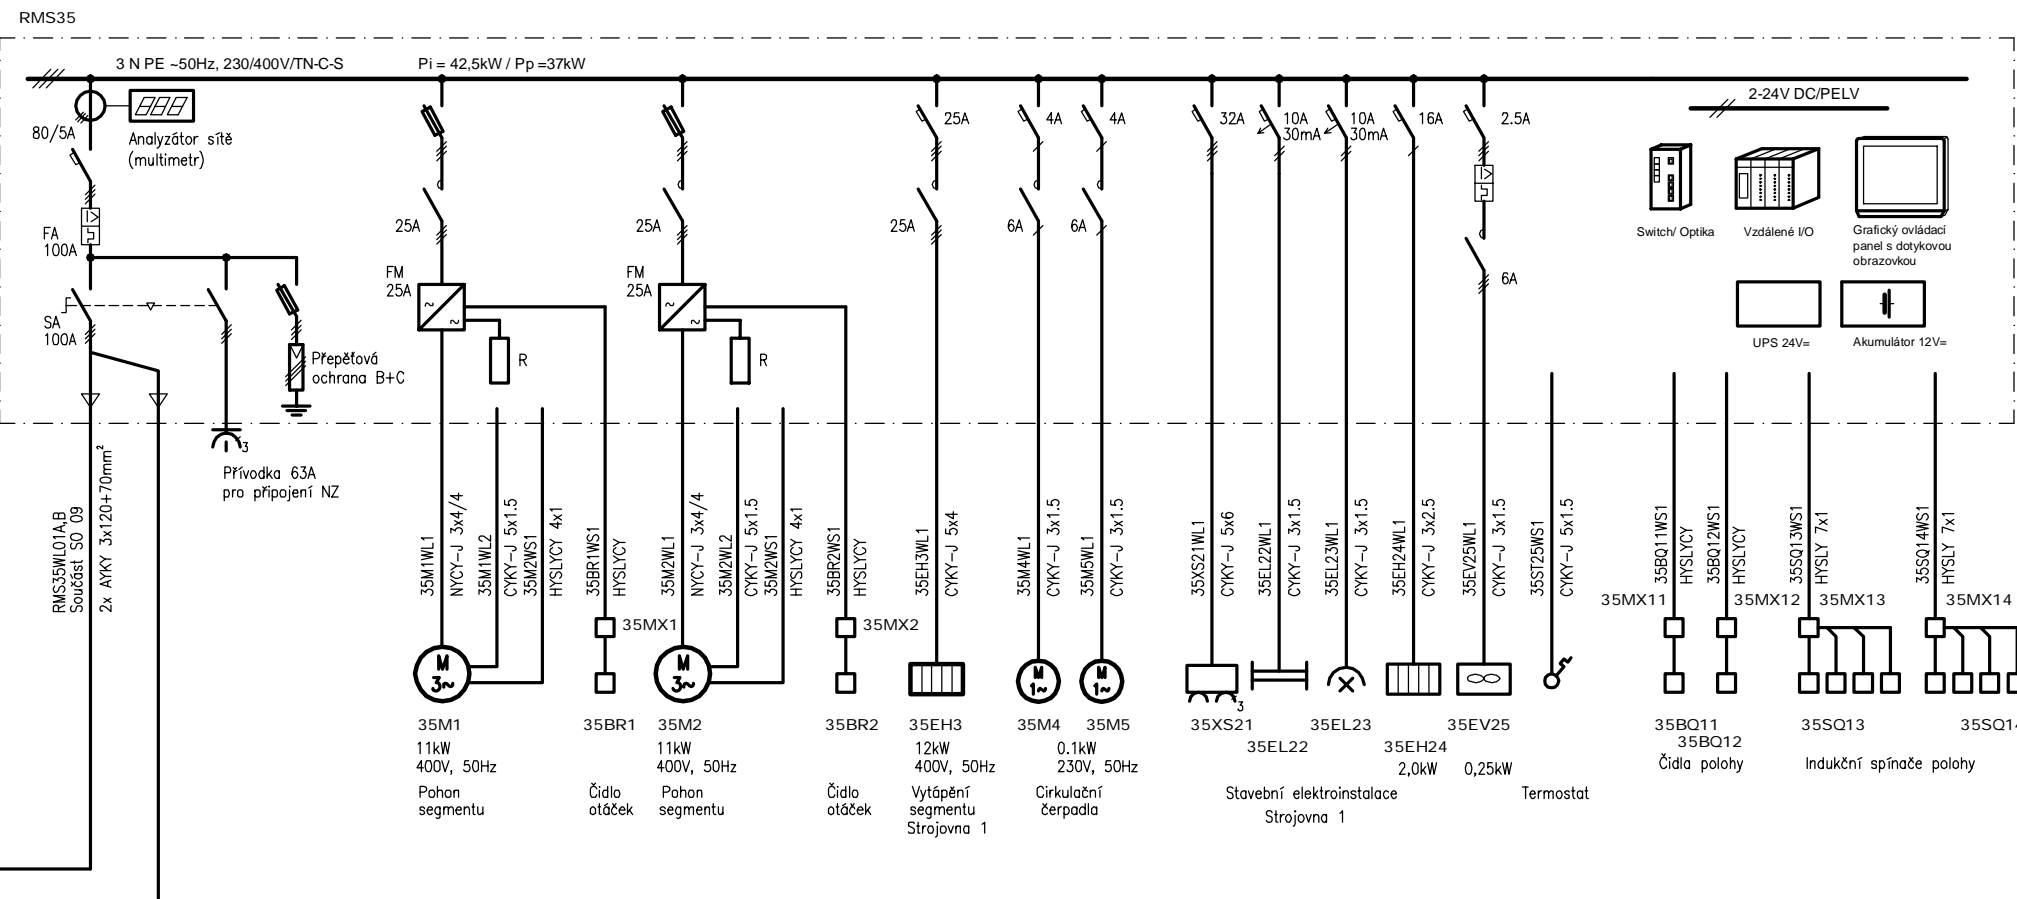 RMS35
3 N PE ~50Hz, 230/400V/TN-C-S
Pi = 42,5kW / Pp =37kW
2-24V DC/PELV
80/5A
Analyzátor sítě
(multimetr)
FA
100A
SA
100A
Přepěťová
ochrana B+C
3
Přívodka 63A
pro připojení NZ
RMS35WL01A,B
Součást SO 09
2x AYKY 3x120+70mm²
25A
FM
25A
R
25A
FM
25A
R
25A
25A
4A
6A
4A
6A
32A
10A
30mA
10A
30mA
16A
2.5A
6A
Switch/ Optika
Vzdálené I/O
Grafický ovládací
panel s dotykovou
obrazovkou
UPS 24V=
Akumulátor 12V=
35M1WL1
NYCY-J 3x4/4
35M1WL2
CYKY-J 5x1.5
35M2WS1
HYSLYCY 4x1
35BR1WS1
HYSLYCY
35M2WL1
NYCY-J 3x4/4
35M2WL2
CYKY-J 5x1.5
35M2WS1
HYSLYCY 4x1
35BR2WS1
HYSLYCY
35EH3WL1
CYKY-J 5x4
35M4WL1
CYKY-J 3x1.5
35M5WL1
CYKY-J 3x1.5
35XS21WL1
CYKY-J 5x6
35EL22WL1
CYKY-J 3x1.5
35EL23WL1
CYKY-J 3x1.5
35EH24WL1
CYKY-J 3x2.5
35EV25WL1
CYKY-J 3x1.5
35ST25WS1
CYKY-J 5x1.5
35BQ11WS1
HYSLYCY
35BQ12WS1
HYSLYCY
35SQ13WS1
HYSLY 7x1
35SQ14WS1
HYSLY 7x1
35MX1
35MX2
35MX11
35MX12
35MX13
35MX14
M
3~
M
3~
M
1~
M
1~
3
35M1
11kW
400V, 50Hz
Pohon
segmentu
35BR1
Čidlo
otáček
35M2
11kW
400V, 50Hz
Pohon
segmentu
35BR2
Čidlo
otáček
35EH3
12kW
400V, 50Hz
Vytápění
segmentu
Strojovna 1
35M4
35M5
0.1kW
230V, 50Hz
Cirkulační
čerpadla
35XS21
35EL22
35EL23
35EH24
2,0kW
35EV25
0,25kW
Stavební elektroinstalace
Strojovna 1
Termostat
35BQ11
35BQ12
Čidla polohy
35SQ13
35SQ14
Indukční spínače polohy